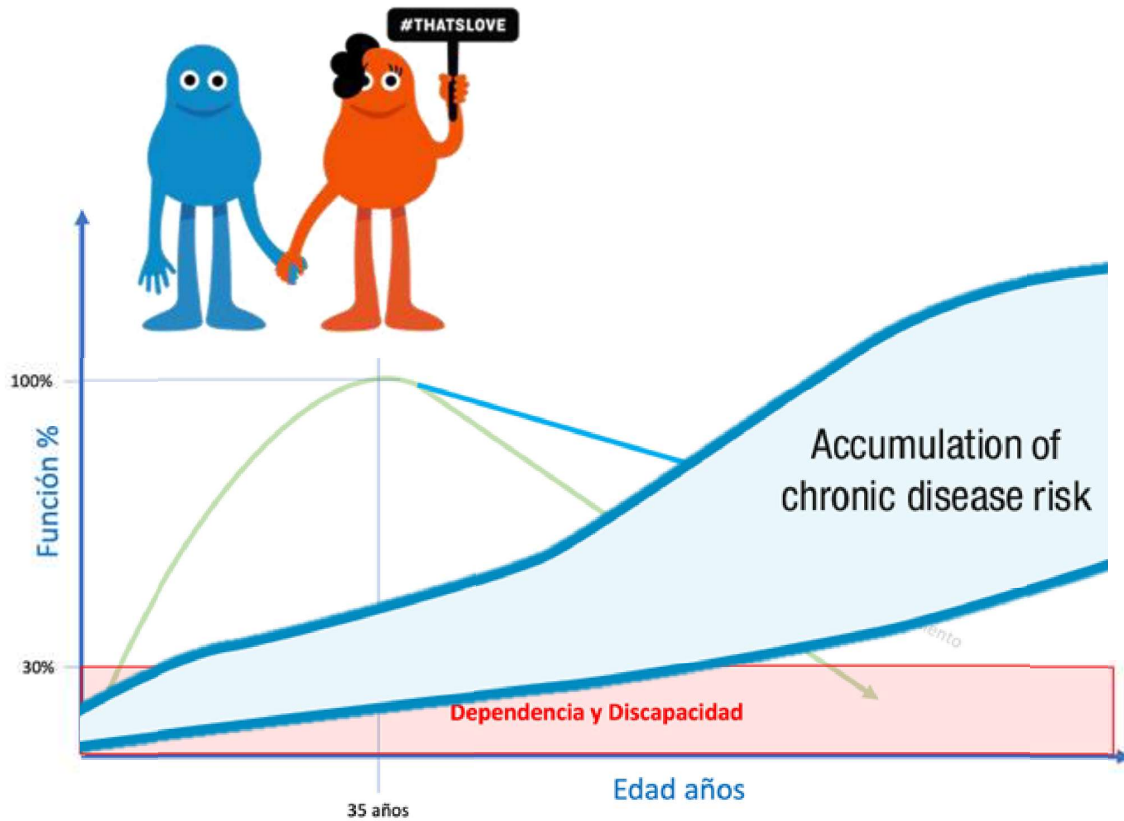 #THATSLOVE
100%
Función %
Accumulation of
chronic disease risk
30%
Dependencia y Discapacidad
Edad años
35 años